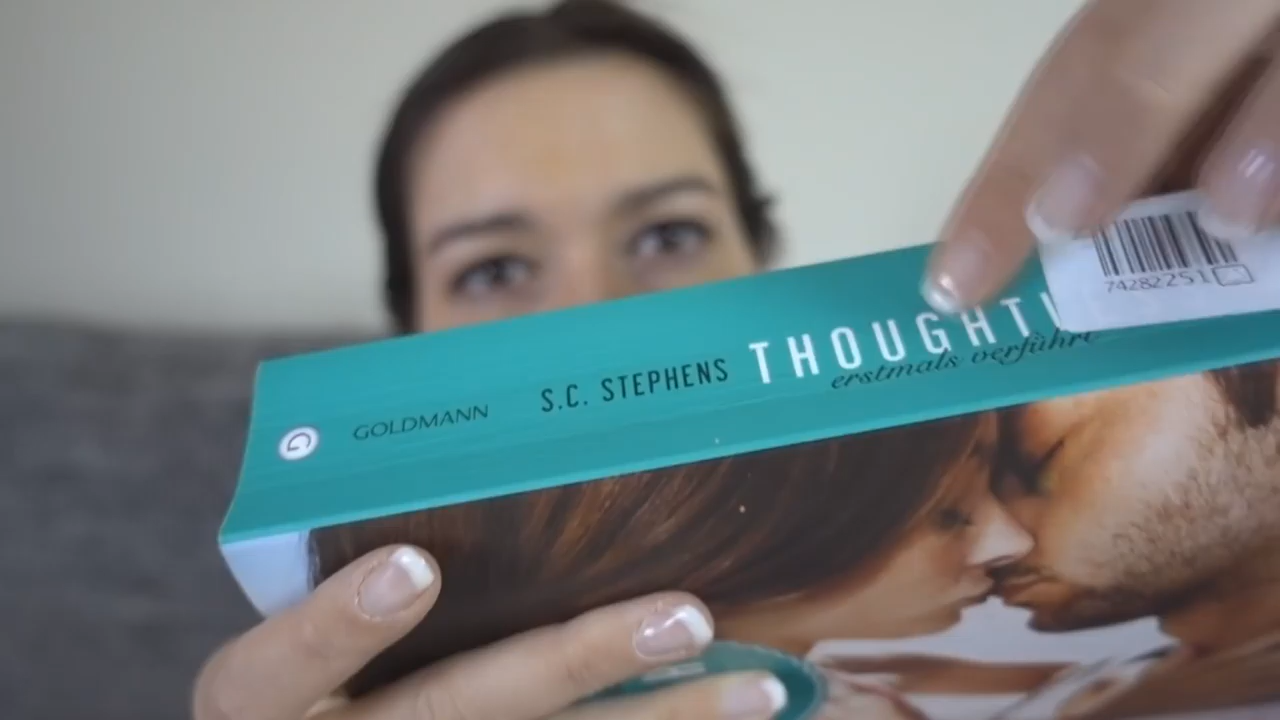 G
GOLDMANN
S.C. STEPHENS
THOUGHT
erstmals verführt
74282251